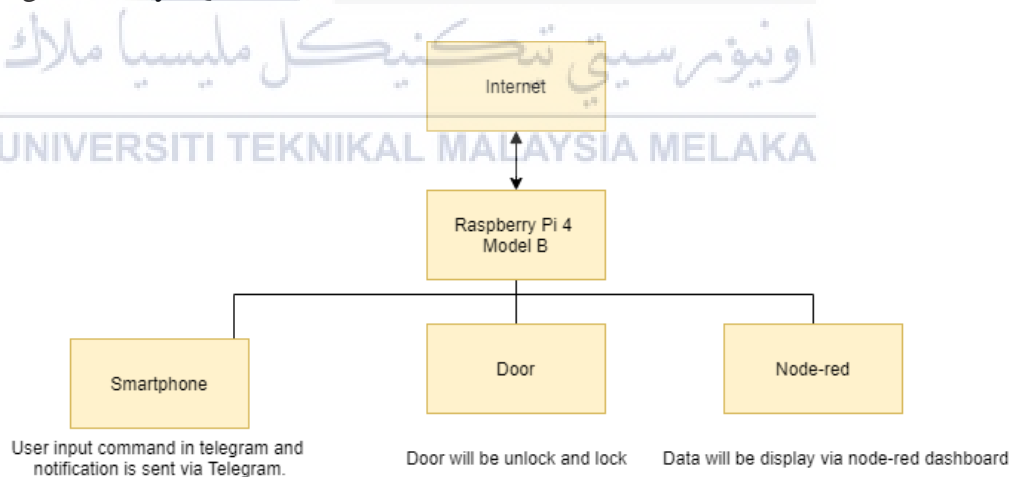 اونيۏرسيتي تيكنيكل مليسيا ملاك
Internet
UNIVERSITI TEKNIKAL MALAYSIA MELAKA
Raspberry Pi 4
Model B
Smartphone
Door
Node-red
User input command in telegram and
notification is sent via Telegram.
Door will be unlock and lock
Data will be display via node-red dashboard